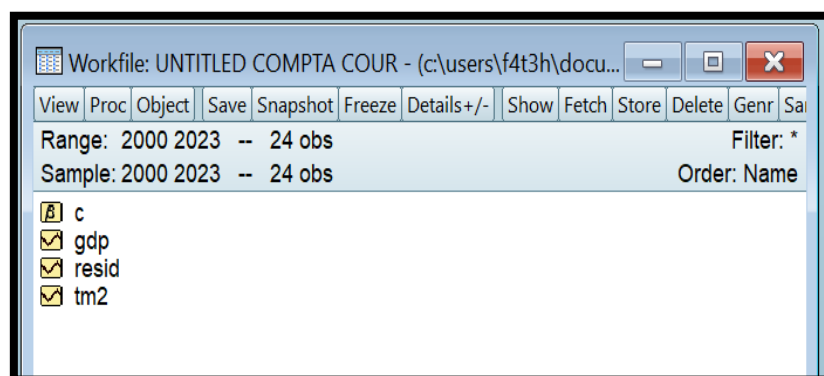 Workfile: UNTITLED COMPTA COUR - (c:\users\f4t3h\docu...
View Proc Object Save Snapshot Freeze Details+/- Show Fetch Store Delete Genr Sa
Range: 2000 2023 -- 24 obs Filter: *
Sample: 2000 2023 -- 24 obs Order: Name
β c
gdp
resid
tm2